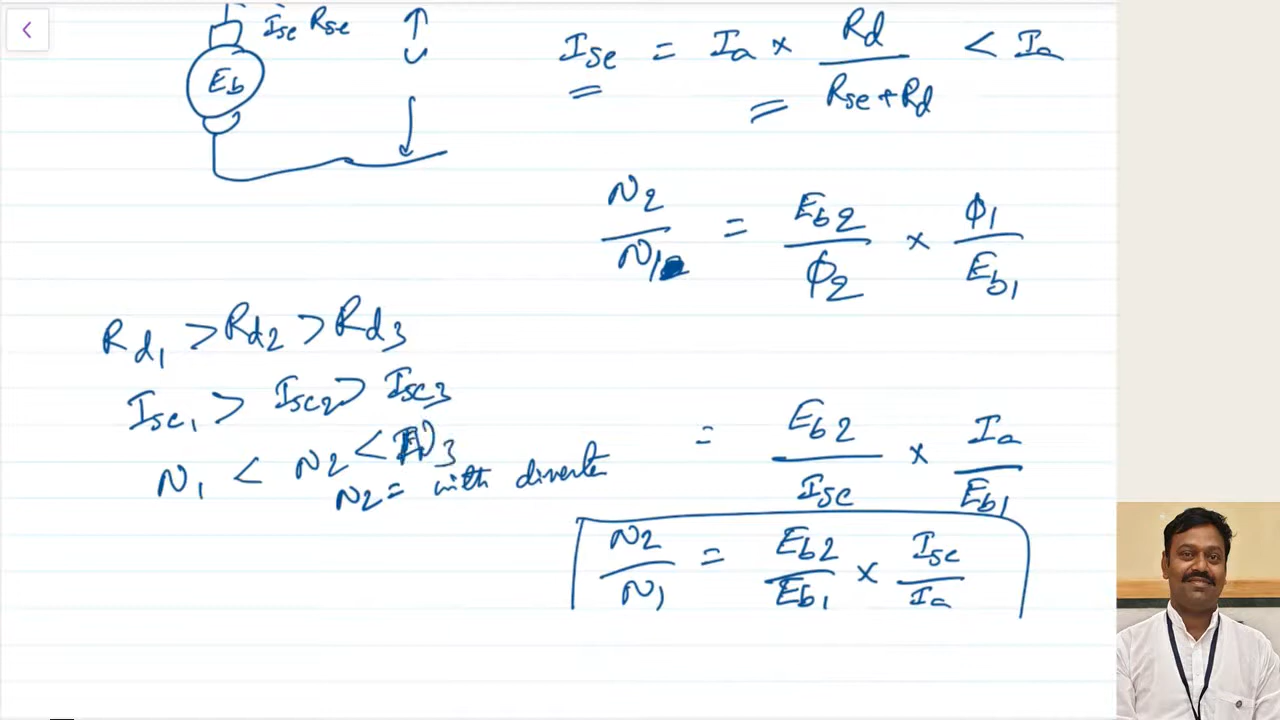 Ise Rse
Eb
Ise = Ia × Rd / Rse + Rd < Ia
=
N2 / N1 = Eb2 / ϕ2 × ϕ1 / Eb1
Rd1 > Rd2 > Rd3
Ise1 > Ise2 > Ise3
N1 < N2 < N3
N2 = with diverter
= Eb2 / Ise × Ia / Eb1
N2 / N1 = Eb2 / Eb1 × Ise / Ia